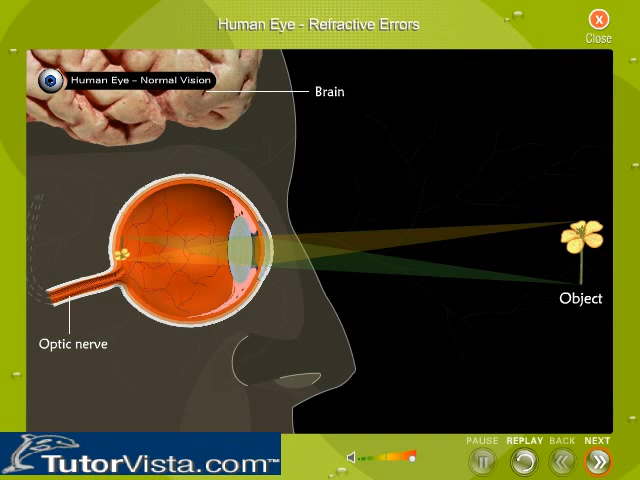 Human Eye - Refractive Errors
X
Close
Human Eye – Normal Vision
Brain
Object
Optic nerve
PAUSE REPLAY BACK NEXT
TutorVista.com™